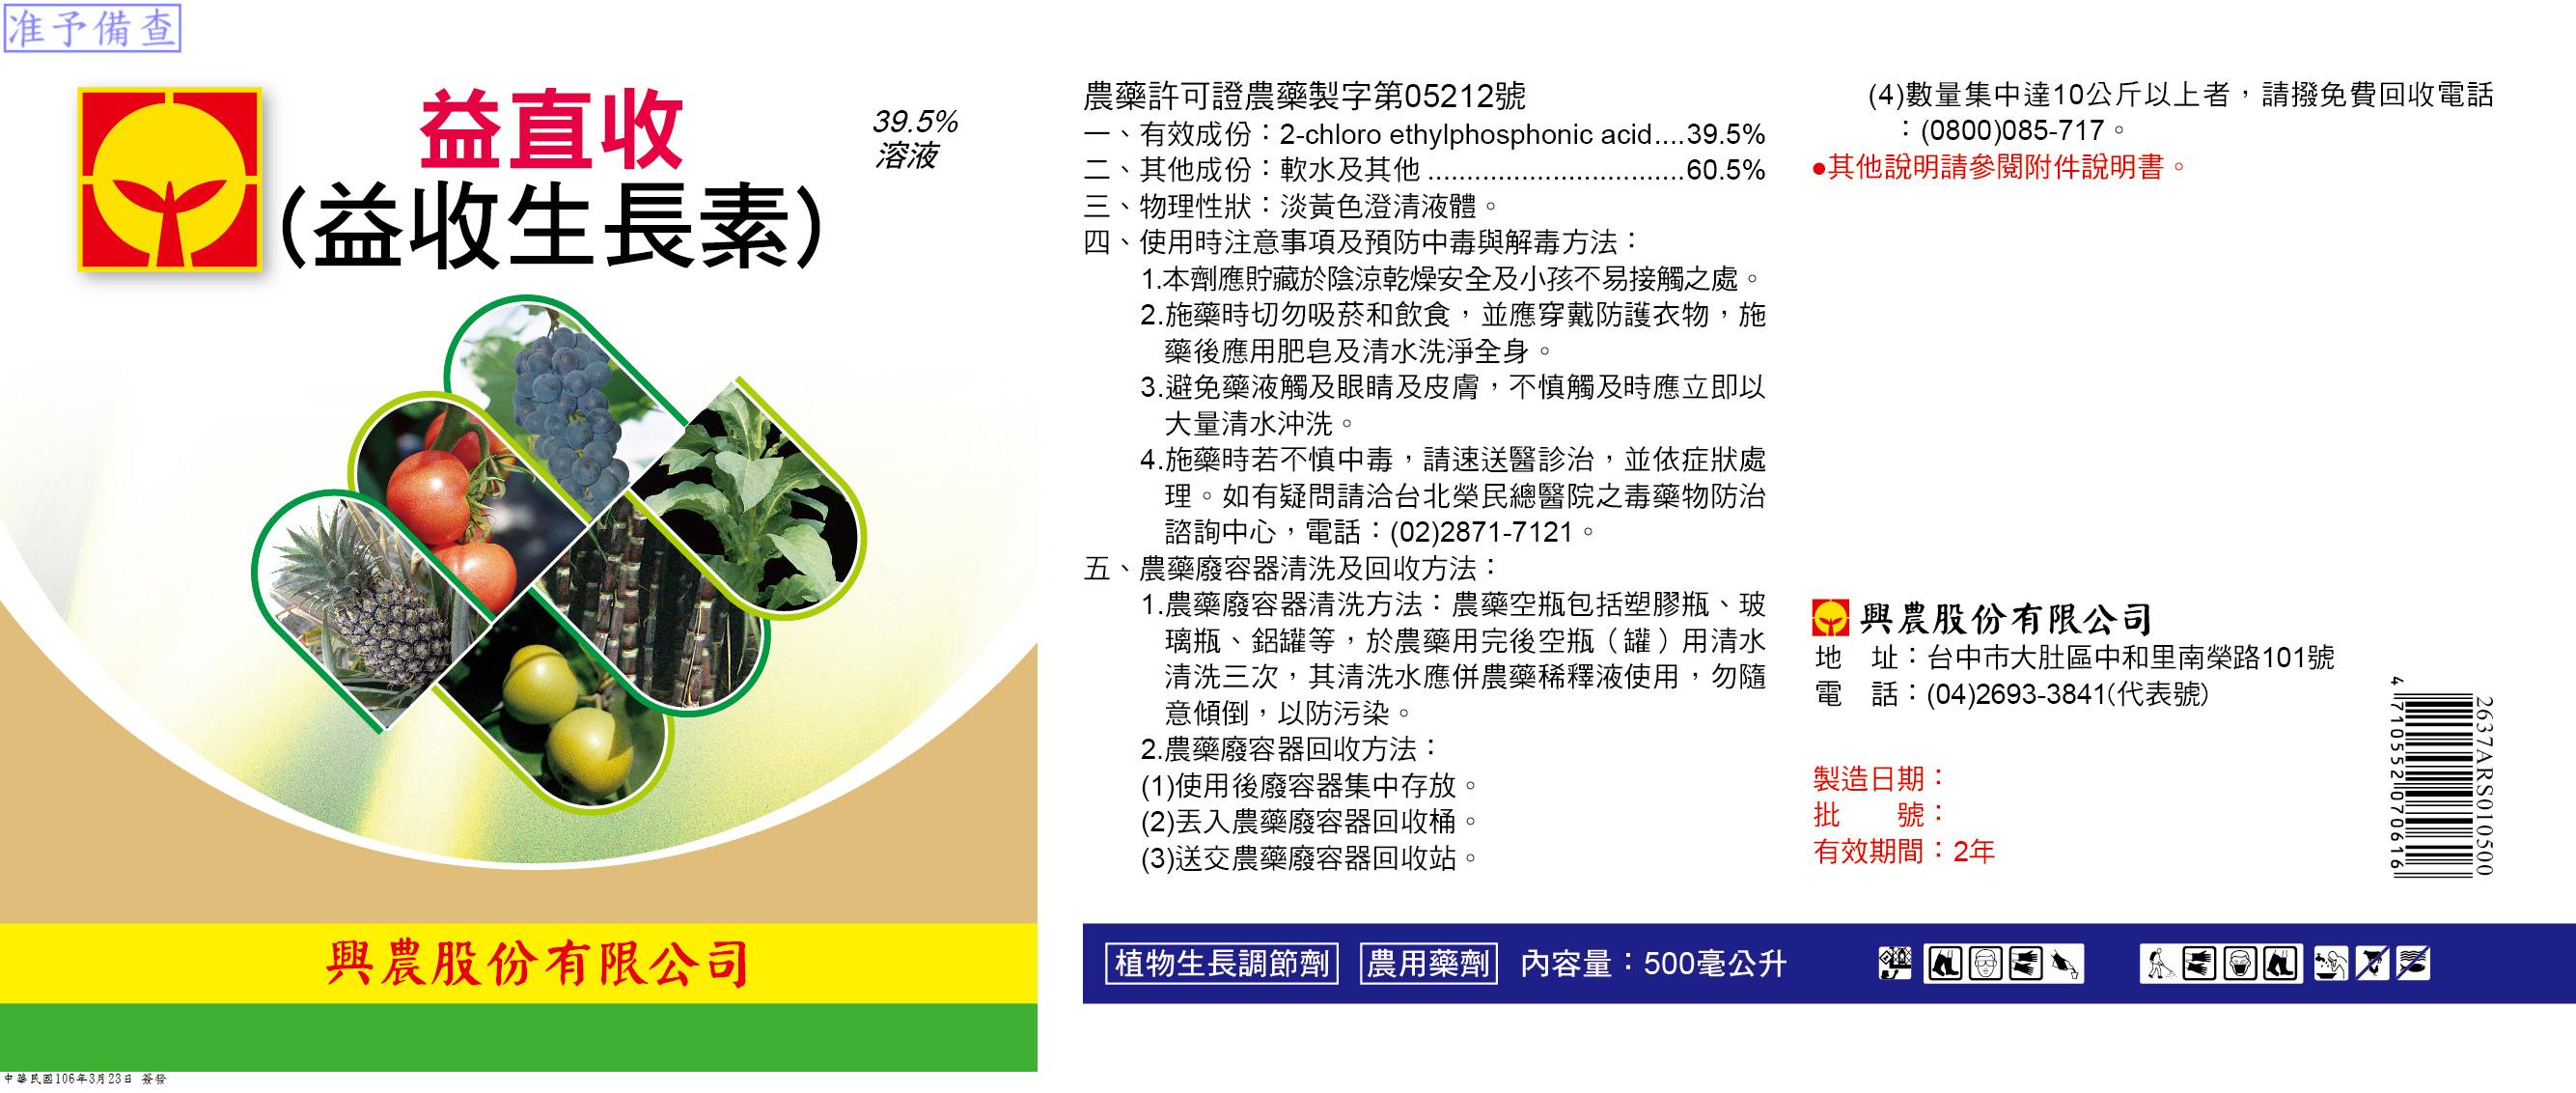 准予備查
益直收
(益收生長素)
39.5%
溶液
興農股份有限公司
中華民國106年3月23日 簽發
農藥許可證農藥製字第05212號
一、有效成份：2-chloro ethylphosphonic acid....39.5%
二、其他成份：軟水及其他 .................................60.5%
三、物理性狀：淡黃色澄清液體。
四、使用時注意事項及預防中毒與解毒方法：
1.本劑應貯藏於陰涼乾燥安全及小孩不易接觸之處。
2.施藥時切勿吸菸和飲食，並應穿戴防護衣物，施
藥後應用肥皂及清水洗淨全身。
3.避免藥液觸及眼睛及皮膚，不慎觸及時應立即以
大量清水沖洗。
4.施藥時若不慎中毒，請速送醫診治，並依症狀處
理。如有疑問請洽台北榮民總醫院之毒藥物防治
諮詢中心，電話：(02)2871-7121。
五、農藥廢容器清洗及回收方法：
1.農藥廢容器清洗方法：農藥空瓶包括塑膠瓶、玻
璃瓶、鋁罐等，於農藥用完後空瓶（罐）用清水
清洗三次，其清洗水應併農藥稀釋液使用，勿隨
意傾倒，以防污染。
2.農藥廢容器回收方法：
(1)使用後廢容器集中存放。
(2)丟入農藥廢容器回收桶。
(3)送交農藥廢容器回收站。
(4)數量集中達10公斤以上者，請撥免費回收電話
：(0800)085-717。
●其他說明請參閱附件說明書。
興農股份有限公司
地　址：台中市大肚區中和里南榮路101號
電　話：(04)2693-3841(代表號)
製造日期：
批　　號：
有效期間：2年
4 710552 070616
2637ARS010500
植物生長調節劑 農用藥劑 內容量：500毫公升